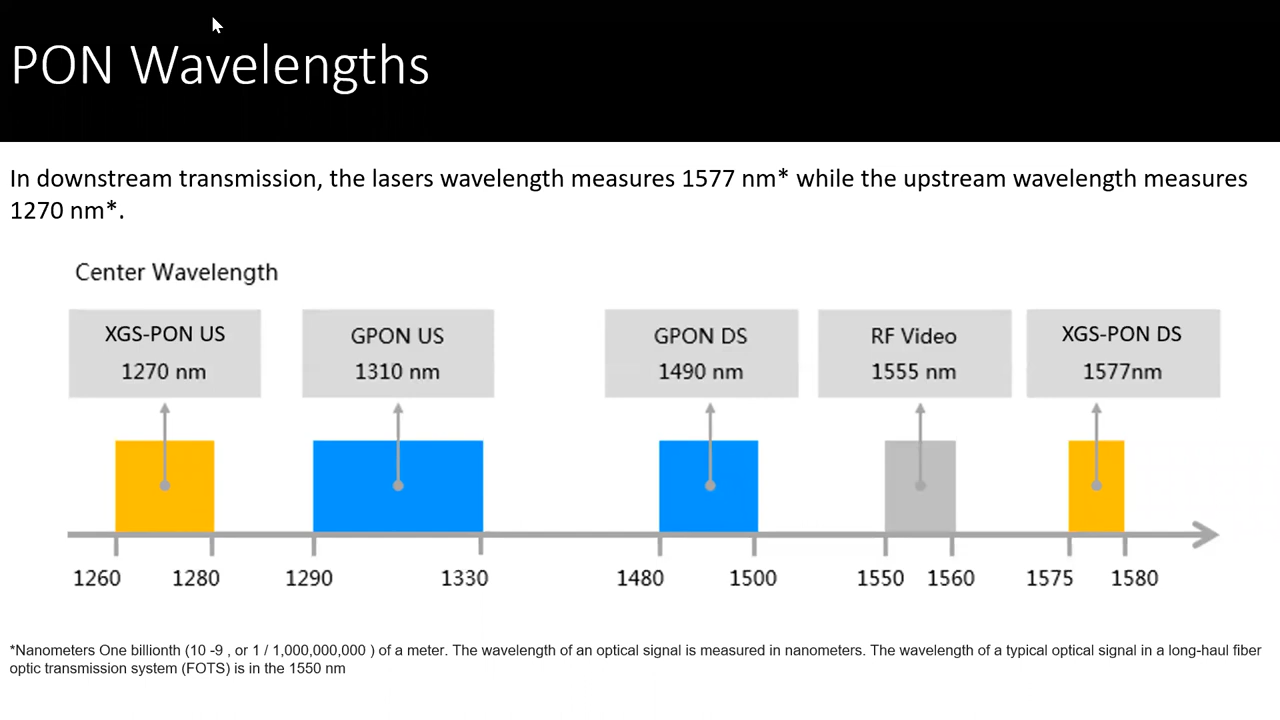 PON Wavelengths
In downstream transmission, the lasers wavelength measures 1577 nm* while the upstream wavelength measures
1270 nm*.
Center Wavelength
XGS-PON US
1270 nm
GPON US
1310 nm
GPON DS
1490 nm
RF Video
1555 nm
XGS-PON DS
1577nm
1260 1280 1290 1330 1480 1500 1550 1560 1575 1580
*Nanometers One billionth (10 -9 , or 1 / 1,000,000,000 ) of a meter. The wavelength of an optical signal is measured in nanometers. The wavelength of a typical optical signal in a long-haul fiber
optic transmission system (FOTS) is in the 1550 nm